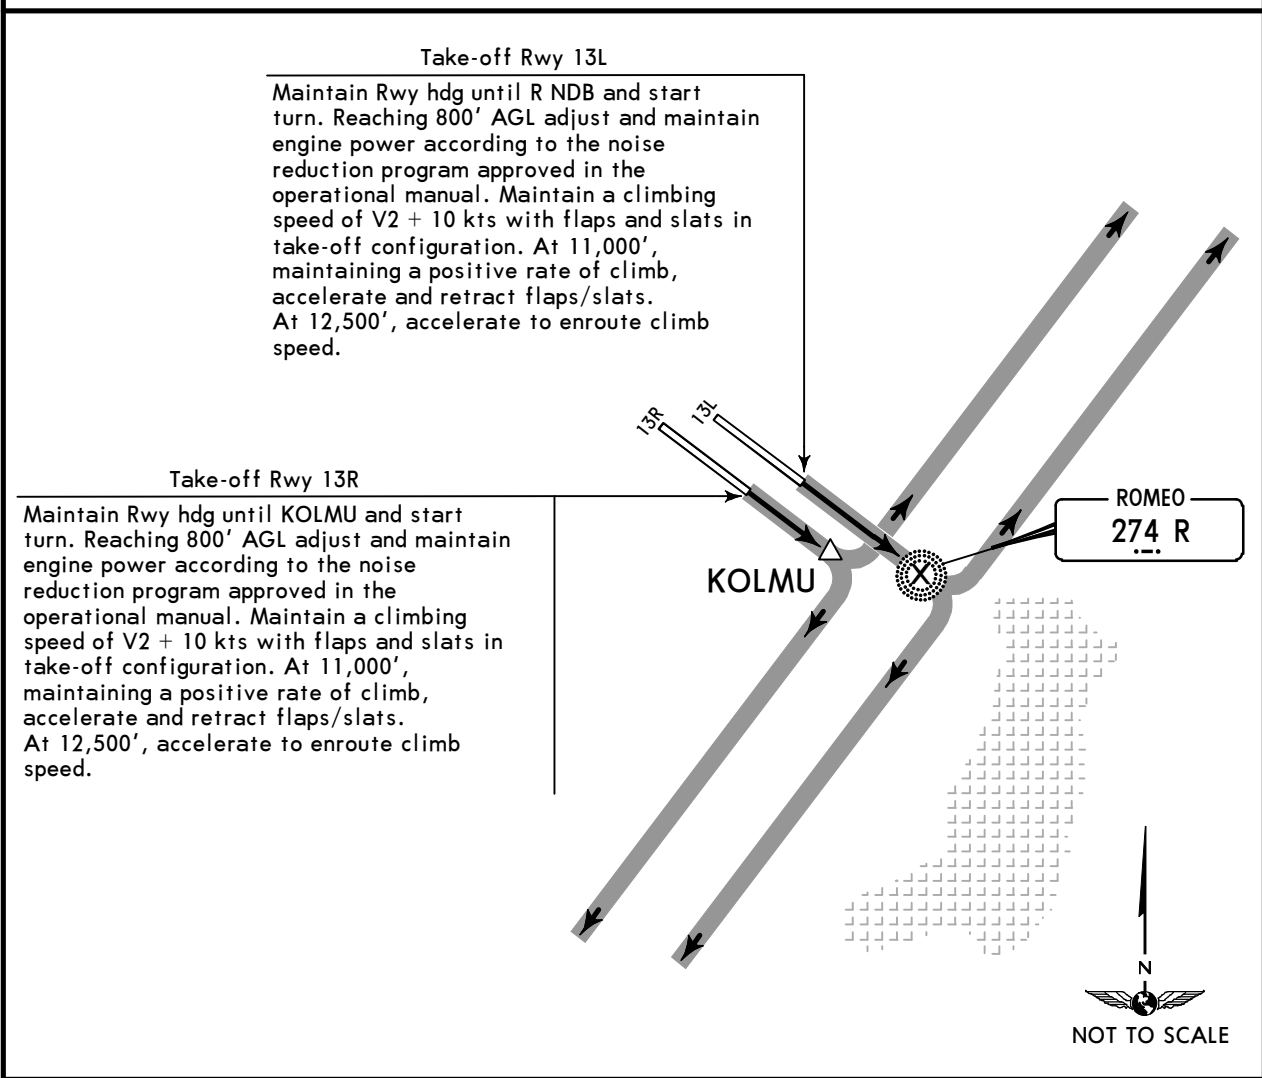 Take-off Rwy 13L
Maintain Rwy hdg until R NDB and start
turn. Reaching 800' AGL adjust and maintain
engine power according to the noise
reduction program approved in the
operational manual. Maintain a climbing
speed of V2 + 10 kts with flaps and slats in
take-off configuration. At 11,000',
maintaining a positive rate of climb,
accelerate and retract flaps/slats.
At 12,500', accelerate to enroute climb
speed.
13R
13L
Take-off Rwy 13R
Maintain Rwy hdg until KOLMU and start
turn. Reaching 800' AGL adjust and maintain
engine power according to the noise
reduction program approved in the
operational manual. Maintain a climbing
speed of V2 + 10 kts with flaps and slats in
take-off configuration. At 11,000',
maintaining a positive rate of climb,
accelerate and retract flaps/slats.
At 12,500', accelerate to enroute climb
speed.
ROMEO
274 R
KOLMU
N
NOT TO SCALE